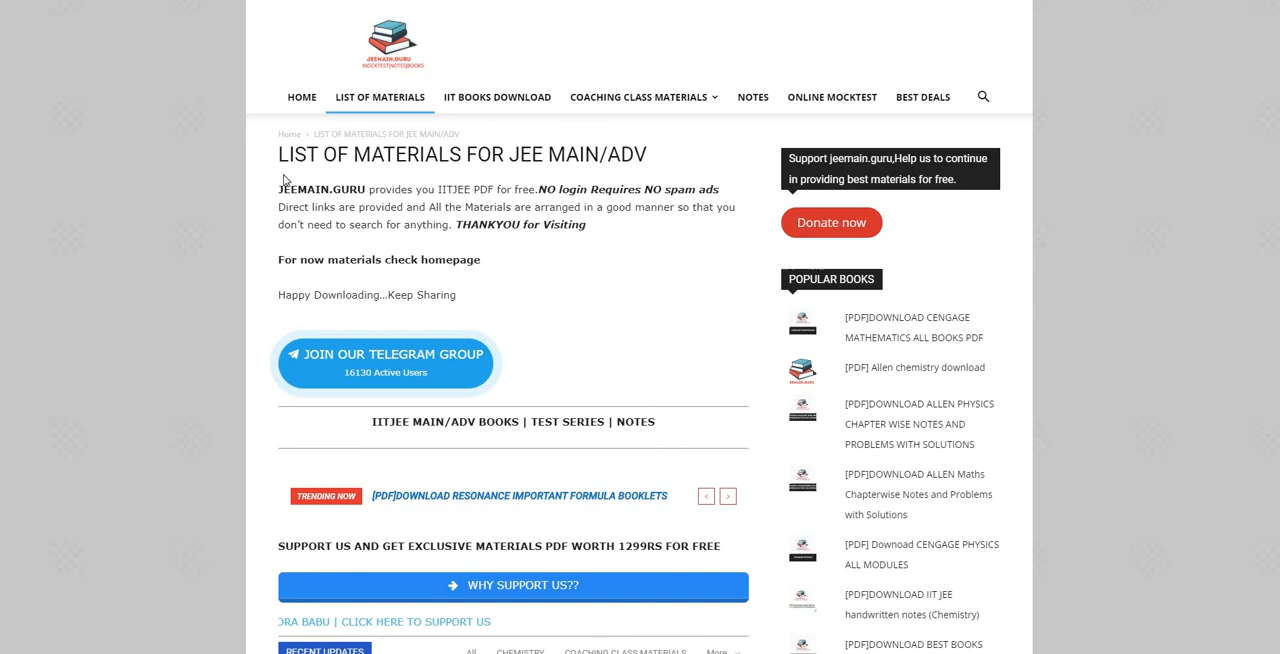 JEEMAIN.GURU
MOCKTEST|NOTES|BOOKS
HOME LIST OF MATERIALS IIT BOOKS DOWNLOAD COACHING CLASS MATERIALS NOTES ONLINE MOCKTEST BEST DEALS
Home › LIST OF MATERIALS FOR JEE MAIN/ADV
LIST OF MATERIALS FOR JEE MAIN/ADV
JEEMAIN.GURU provides you IITJEE PDF for free.NO login Requires NO spam ads
Direct links are provided and All the Materials are arranged in a good manner so that you
don’t need to search for anything. THANKYOU for Visiting
For now materials check homepage
Happy Downloading…Keep Sharing
JOIN OUR TELEGRAM GROUP
16130 Active Users
IITJEE MAIN/ADV BOOKS | TEST SERIES | NOTES
TRENDING NOW [PDF]DOWNLOAD RESONANCE IMPORTANT FORMULA BOOKLETS
SUPPORT US AND GET EXCLUSIVE MATERIALS PDF WORTH 1299RS FOR FREE
WHY SUPPORT US??
ORA BABU | CLICK HERE TO SUPPORT US
RECENT UPDATES All CHEMISTRY COACHING CLASS MATERIALS More
Support jeemain.guru,Help us to continue
in providing best materials for free.
Donate now
POPULAR BOOKS
[PDF]DOWNLOAD CENGAGE
MATHEMATICS ALL BOOKS PDF
[PDF] Allen chemistry download
[PDF]DOWNLOAD ALLEN PHYSICS
CHAPTER WISE NOTES AND
PROBLEMS WITH SOLUTIONS
[PDF]DOWNLOAD ALLEN Maths
Chapterwise Notes and Problems
with Solutions
[PDF] Downoad CENGAGE PHYSICS
ALL MODULES
[PDF]DOWNLOAD IIT JEE
handwritten notes (Chemistry)
[PDF]DOWNLOAD BEST BOOKS